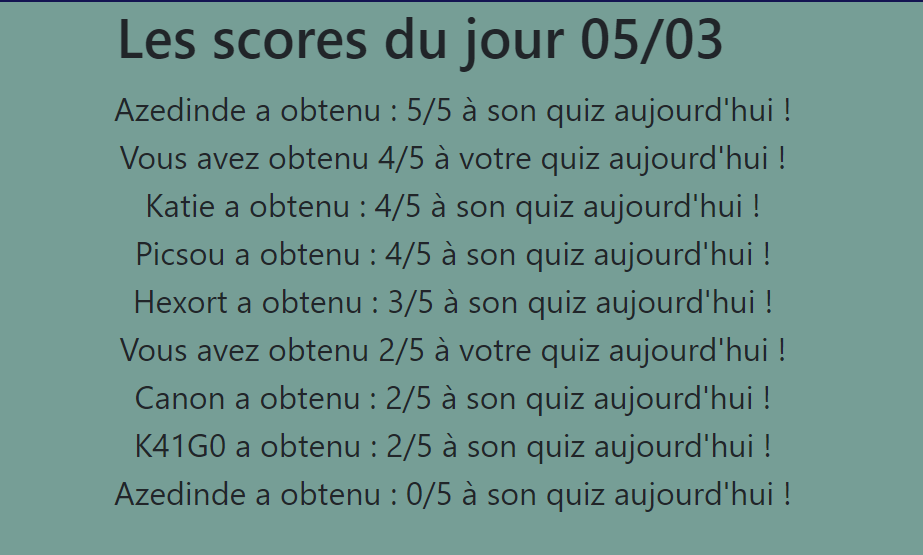 Les scores du jour 05/03
Azedinde a obtenu : 5/5 à son quiz aujourd'hui !
Vous avez obtenu 4/5 à votre quiz aujourd'hui !
Katie a obtenu : 4/5 à son quiz aujourd'hui !
Picsou a obtenu : 4/5 à son quiz aujourd'hui !
Hexort a obtenu : 3/5 à son quiz aujourd'hui !
Vous avez obtenu 2/5 à votre quiz aujourd'hui !
Canon a obtenu : 2/5 à son quiz aujourd'hui !
K41G0 a obtenu : 2/5 à son quiz aujourd'hui !
Azedinde a obtenu : 0/5 à son quiz aujourd'hui !